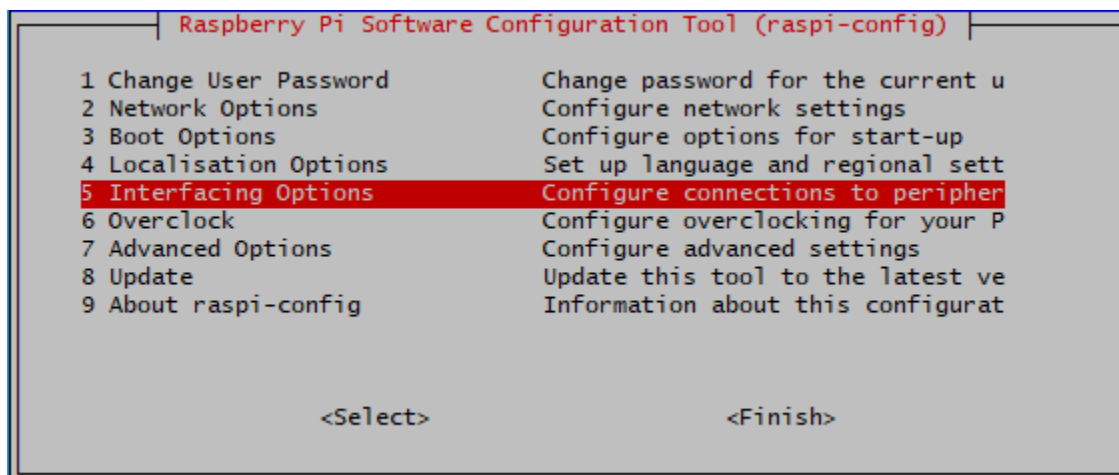 Raspberry Pi Software Configuration Tool (raspi-config)
1 Change User Password Change password for the current u
2 Network Options Configure network settings
3 Boot Options Configure options for start-up
4 Localisation Options Set up language and regional sett
5 Interfacing Options Configure connections to peripher
6 Overclock Configure overclocking for your P
7 Advanced Options Configure advanced settings
8 Update Update this tool to the latest ve
9 About raspi-config Information about this configurat
<Select> <Finish>